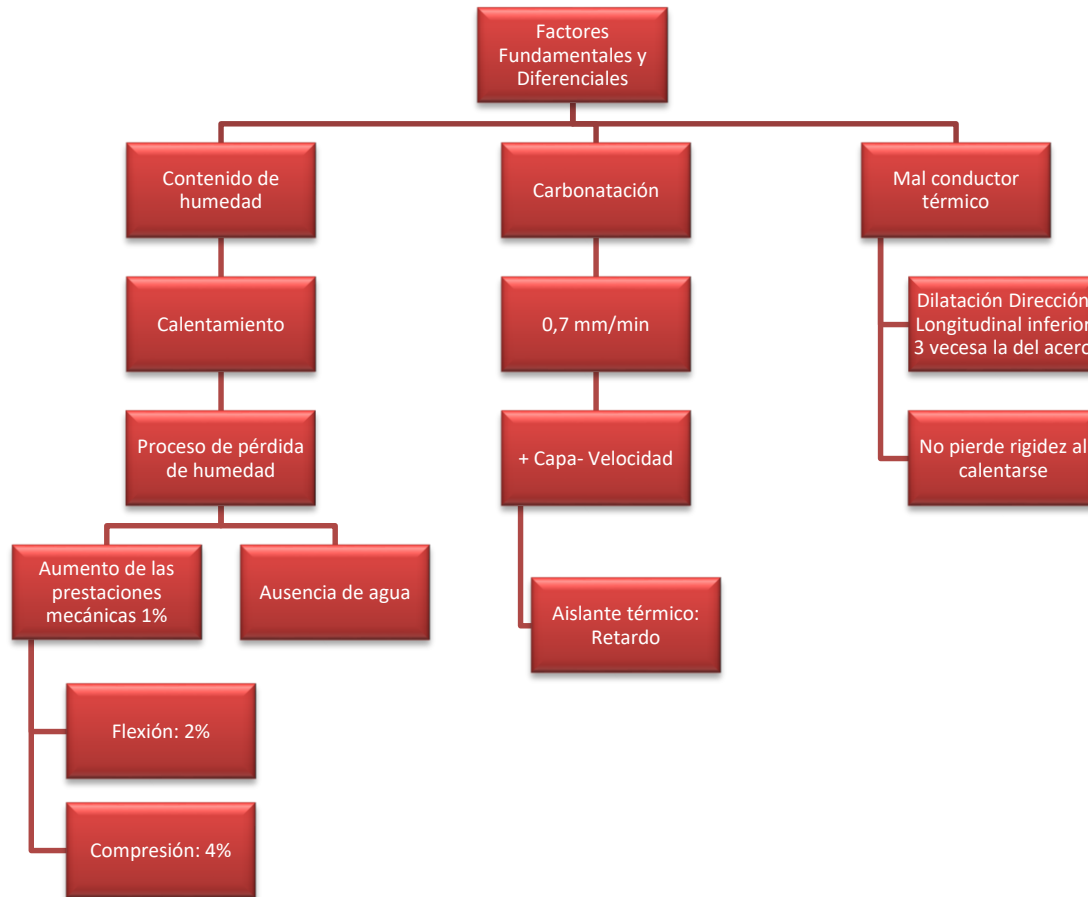 Factores
Fundamentales y
Diferenciales
Contenido de
humedad
Calentamiento
Proceso de pérdida
de humedad
Aumento de las
prestaciones
mecánicas 1%
Flexión: 2%
Compresión: 4%
Ausencia de agua
Carbonatación
0,7 mm/min
+ Capa- Velocidad
Aislante térmico:
Retardo
Mal conductor
térmico
Dilatación Dirección
Longitudinal inferior
3 vecesa la del acero
No pierde rigidez al
calentarse